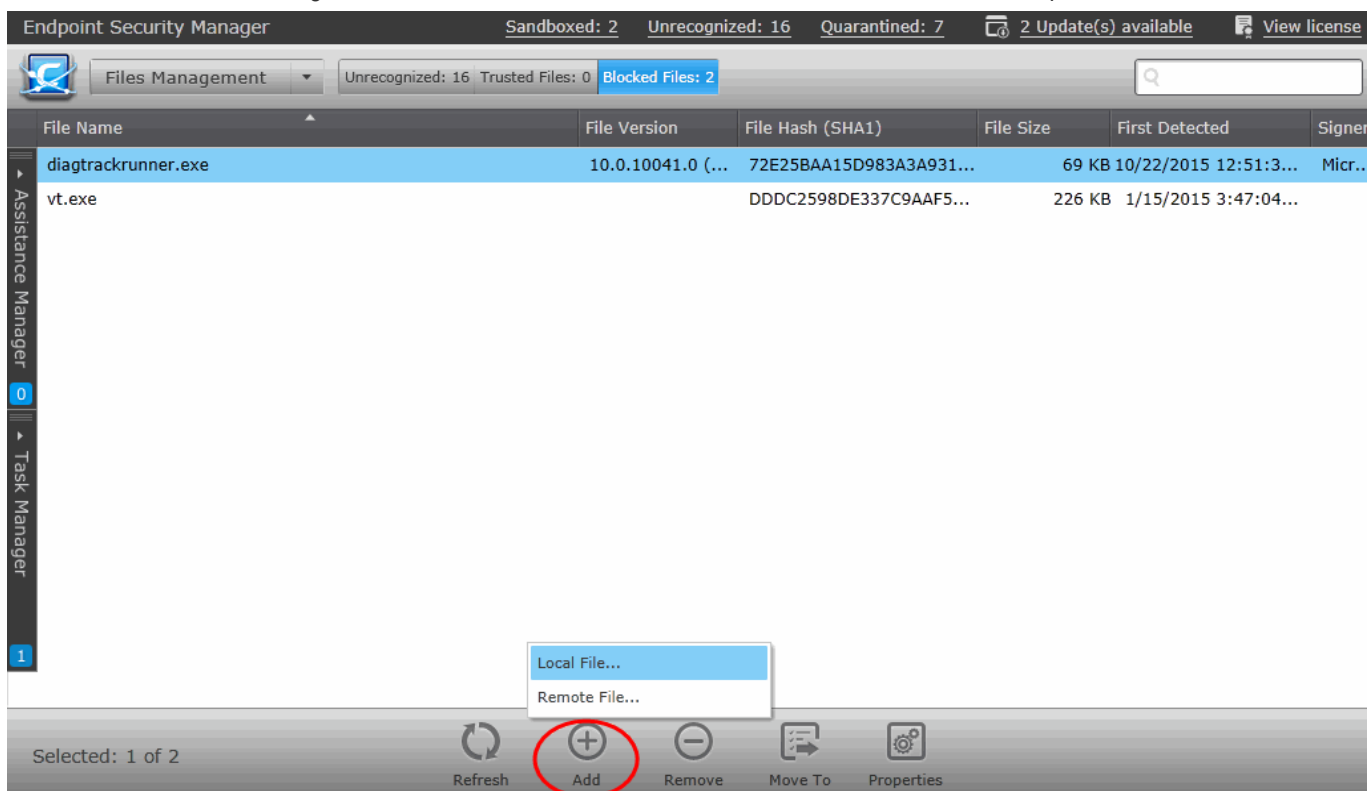 Endpoint Security Manager Sandboxed: 2 Unrecognized: 16 Quarantined: 7 2 Update(s) available View license
Files Management Unrecognized: 16 Trusted Files: 0 Blocked Files: 2
File Name File Version File Hash (SHA1) File Size First Detected Signer
diagtrackrunner.exe 10.0.10041.0 (... 72E25BAA15D983A3A931... 69 KB 10/22/2015 12:51:3... Micr...
vt.exe DDDC2598DE337C9AAF5... 226 KB 1/15/2015 3:47:04...
Assistance Manager
0
Task Manager
1
Local File...
Remote File...
Selected: 1 of 2
Refresh Add Remove Move To Properties